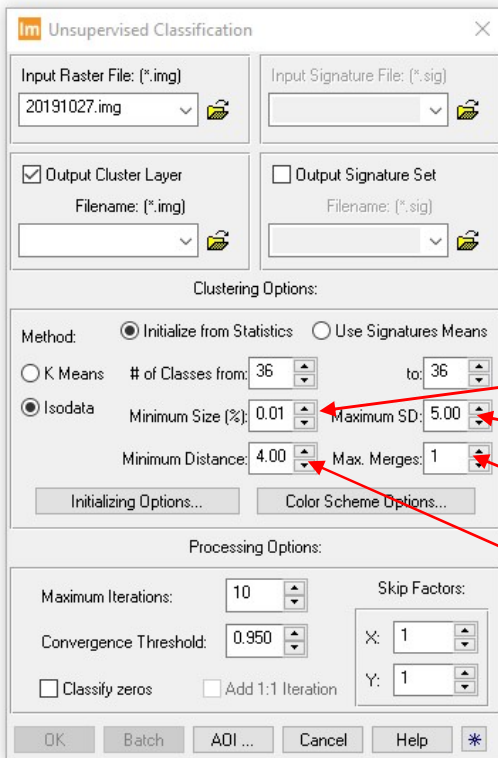 Im Unsupervised Classification
Input Raster File: (*.img)
20191027.img
Input Signature File: (*.sig)
Output Cluster Layer
Filename: (*.img)
Output Signature Set
Filename: (*.sig)
Clustering Options:
Method: Initialize from Statistics Use Signatures Means
K Means # of Classes from: 36 to: 36
Isodata Minimum Size (%): 0.01 Maximum SD: 5.00
Minimum Distance: 4.00 Max. Merges: 1
Initializing Options... Color Scheme Options...
Processing Options:
Maximum Iterations: 10 Skip Factors:
Convergence Threshold: 0.950 X: 1
Classify zeros Add 1:1 Iteration Y: 1
OK Batch AOI ... Cancel Help